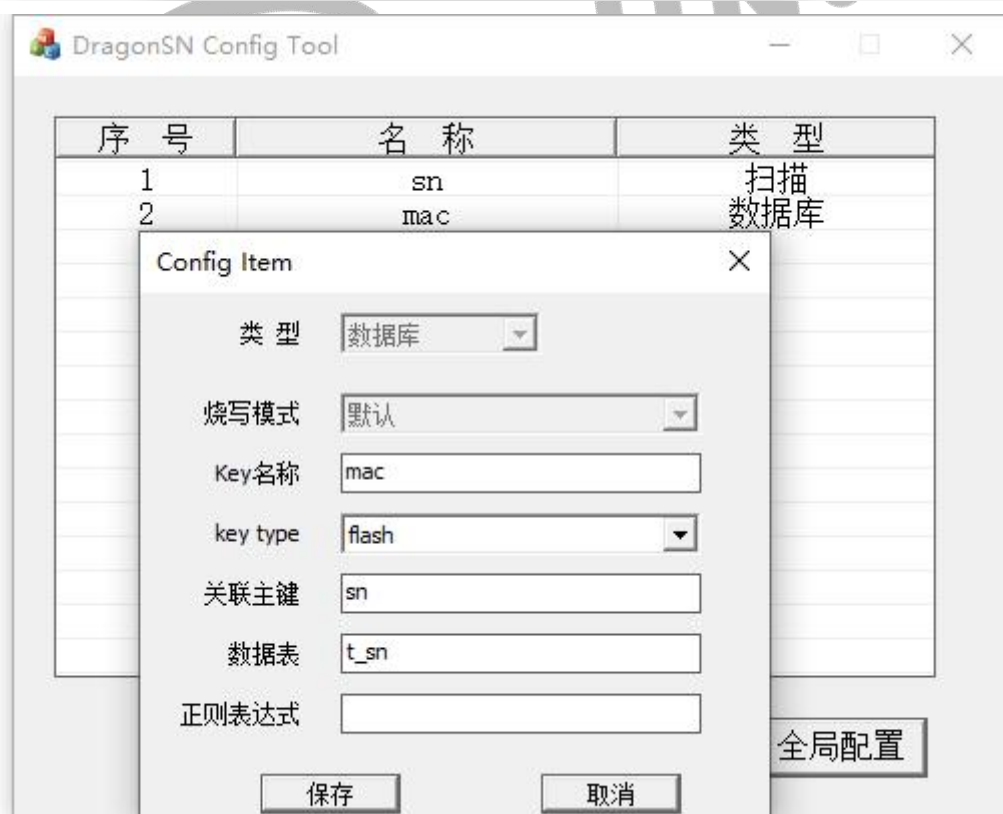 DragonSN Config Tool
序 号 名 称 类 型
1 sn 扫描
2 mac 数据库
Config Item
类 型 数据库
烧写模式 默认
Key名称 mac
key type flash
关联主键 sn
数据表 t_sn
正则表达式
全局配置
保存 取消